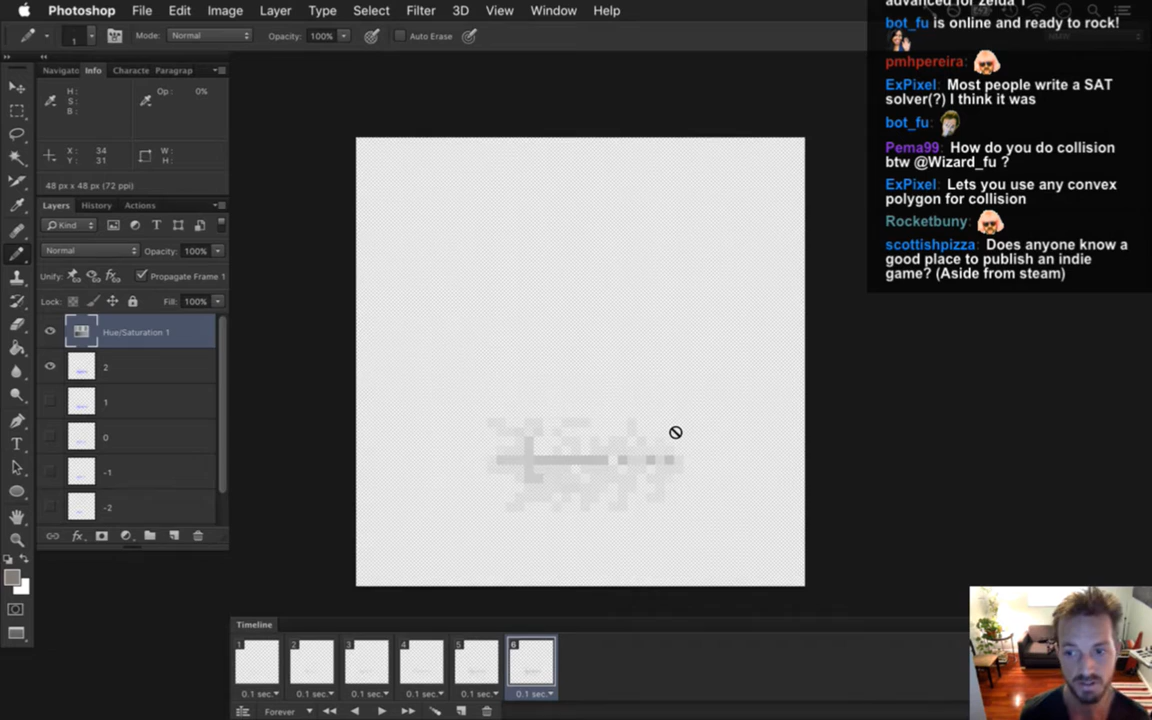 Photoshop File Edit Image Layer Type Select Filter 3D View Window Help
1 Mode: Normal Opacity: 100% Auto Erase
Navigato Info Characte Paragrap
H:
S:
B:
Op: 0%
X: 34
Y: 31
W:
H:
48 px x 48 px (72 ppi)
Layers History Actions
Kind
Normal Opacity: 100%
Unify: Propagate Frame 1
Lock: Fill: 100%
Hue/Saturation 1
2
1
0
-1
-2
Timeline
1 2 3 4 5 6
0.1 sec. 0.1 sec. 0.1 sec. 0.1 sec. 0.1 sec. 0.1 sec.
Forever
advanced for zelda 1
bot_fu is online and ready to rock!
pmhpereira:
ExPixel: Most people write a SAT
solver(?) I think it was
bot_fu:
Pema99: How do you do collision
btw @Wizard_fu ?
ExPixel: Lets you use any convex
polygon for collision
Rocketbuny:
scottishpizza: Does anyone know a
good place to publish an indie
game? (Aside from steam)